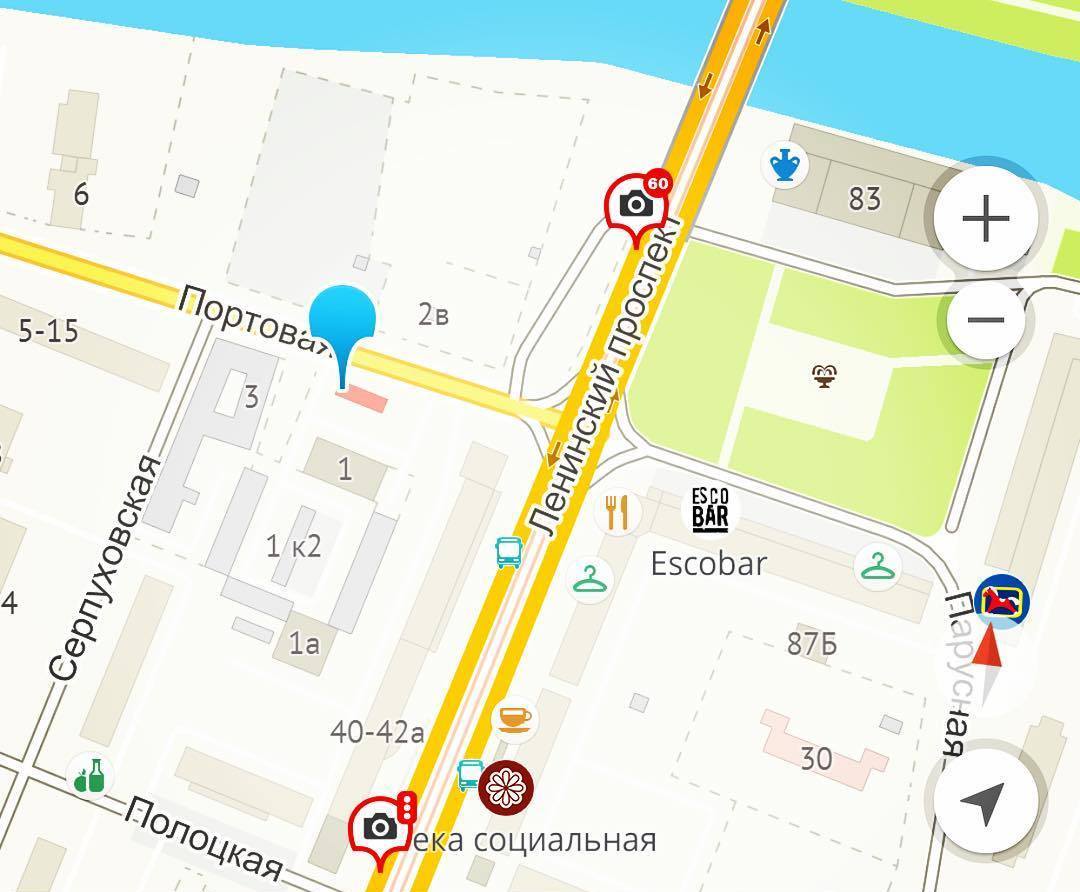 60
83
6
Портовая
2в
5-15
Ленинский проспект
3
1
ESCO
BAR
Escobar
1 к2
4
Серпуховская
1а
87Б
Парусная
40-42а
30
Полоцкая
ека социальная